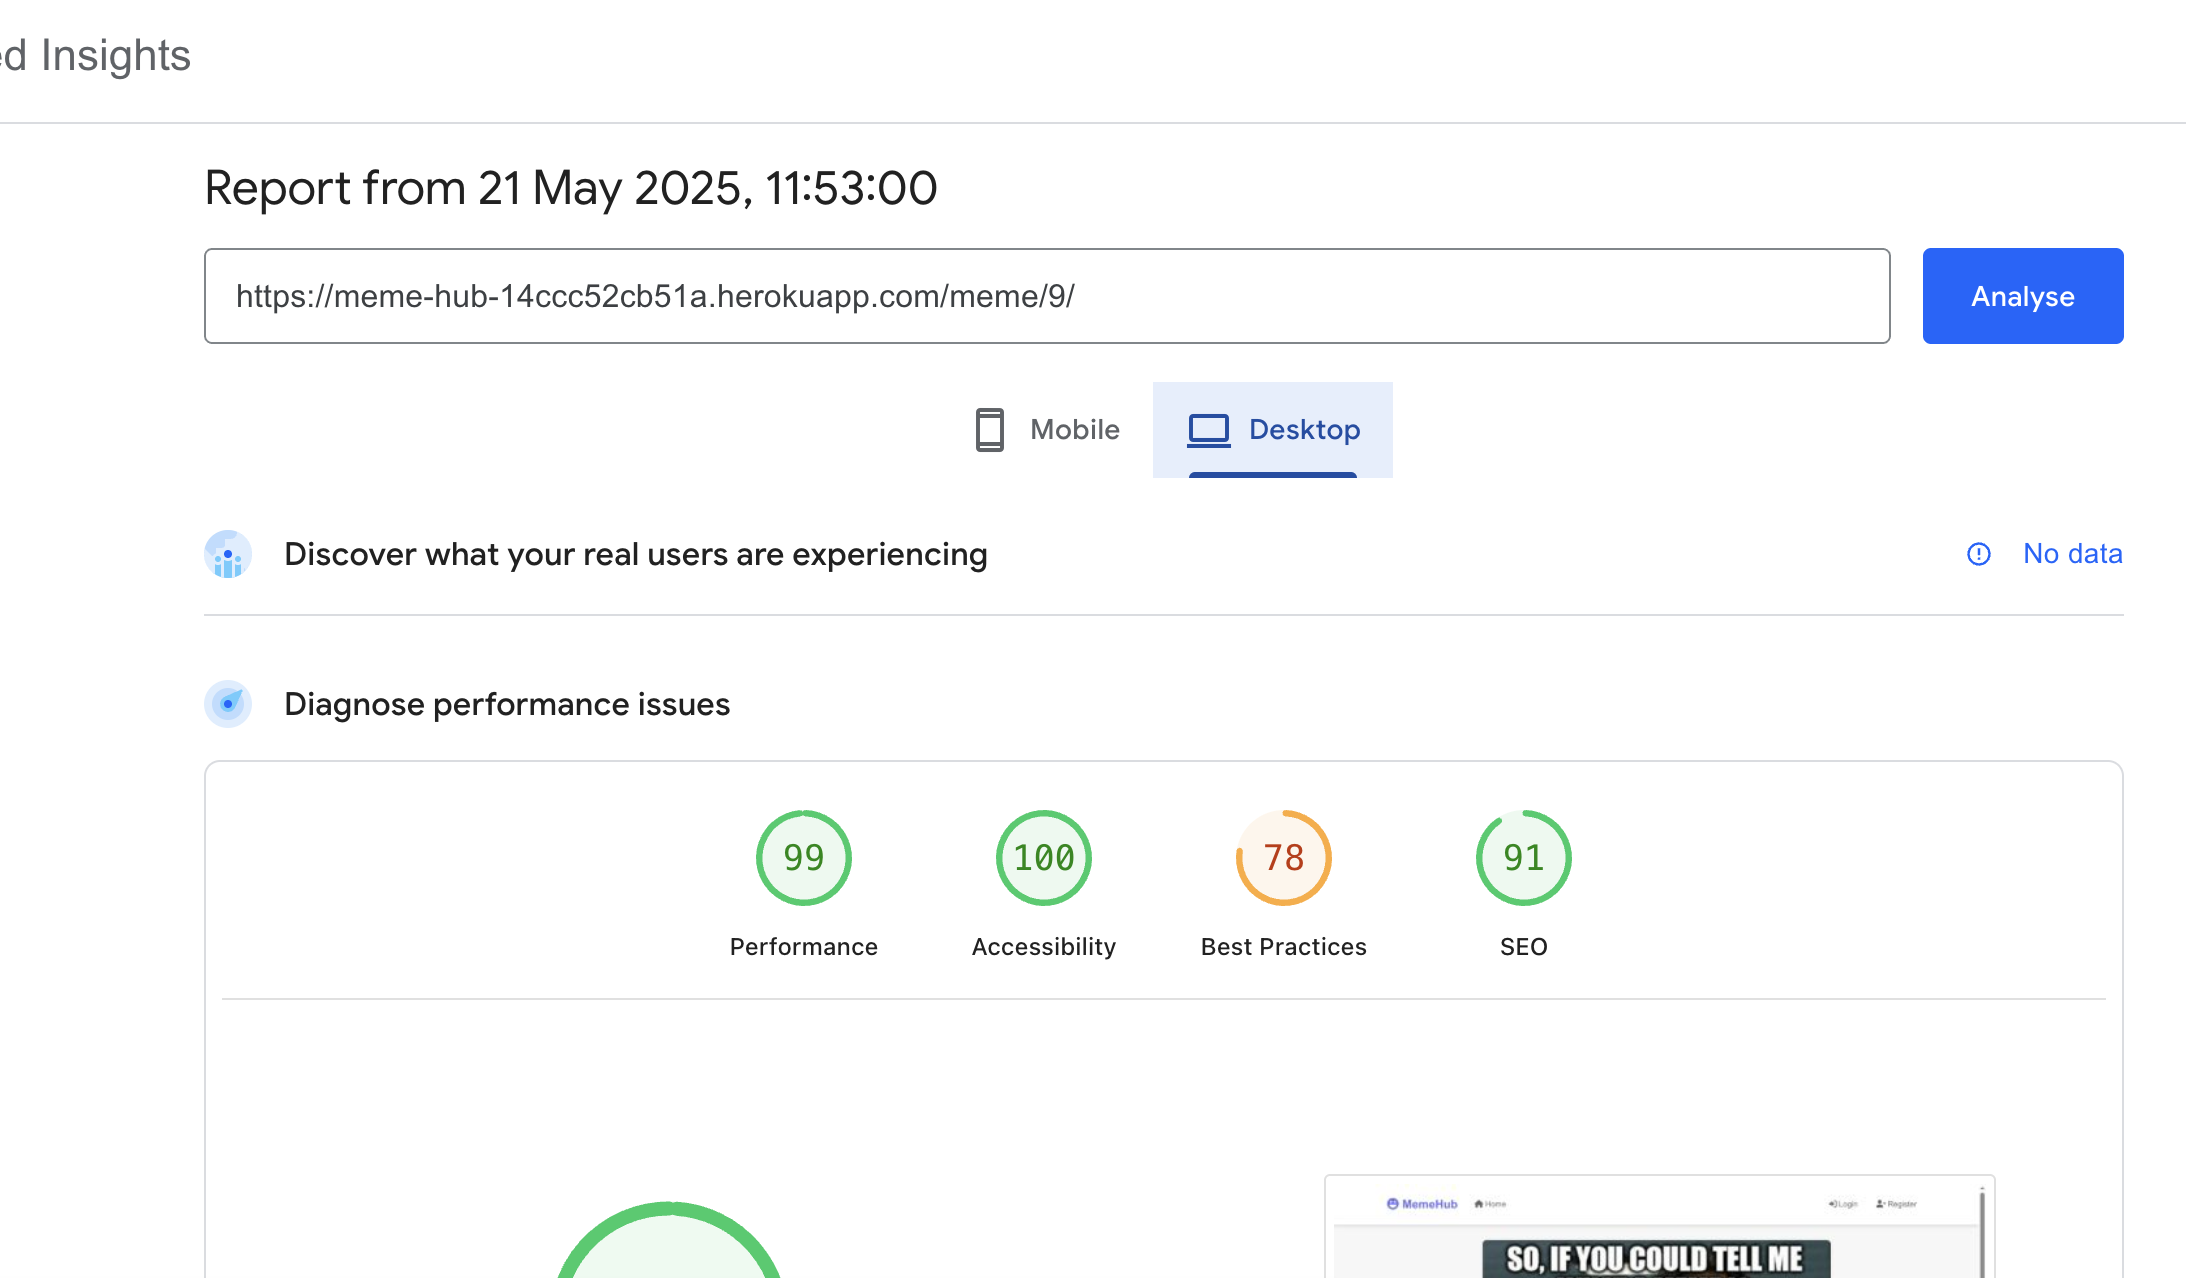 ed Insights
Report from 21 May 2025, 11:53:00
https://meme-hub-14ccc52cb51a.herokuapp.com/meme/9/
Analyse
Mobile
Desktop
Discover what your real users are experiencing
No data
Diagnose performance issues
99 100 78 91
Performance Accessibility Best Practices SEO
MemeHub Home Login Register
SO, IF YOU COULD TELL ME